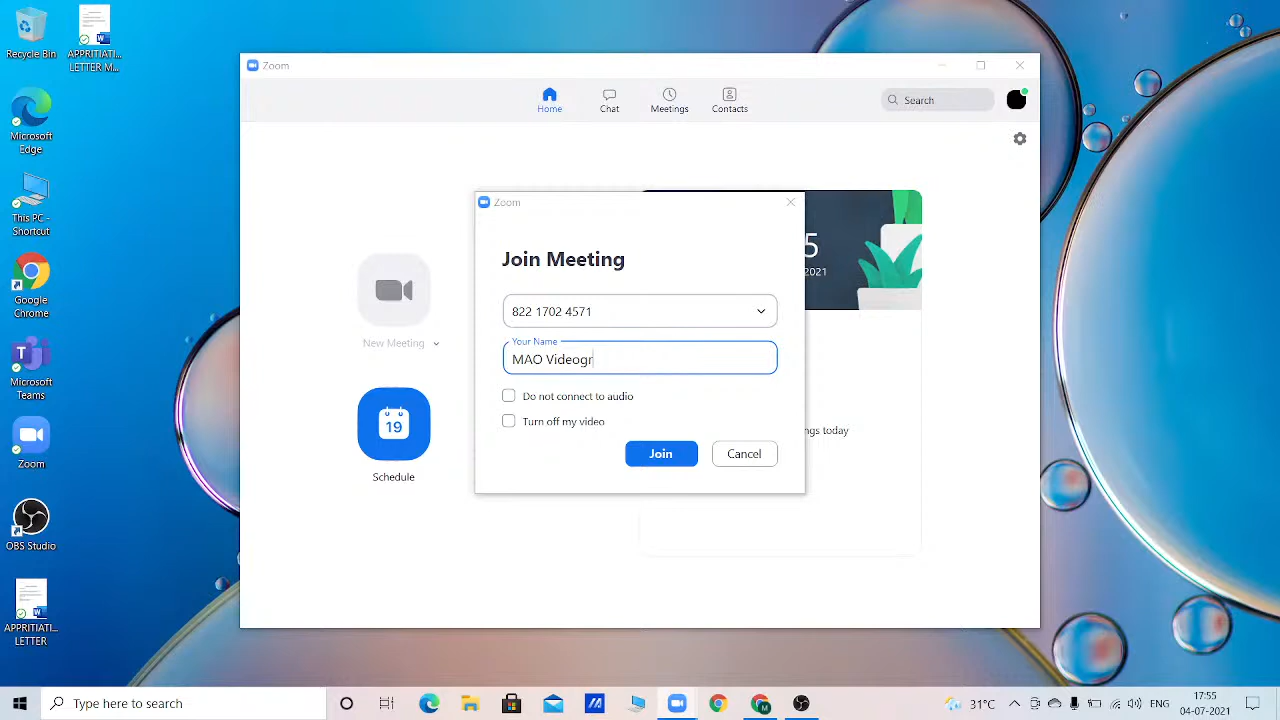 Recycle Bin
APPRITIATI...
LETTER M...
Microsoft
Edge
This PC -
Shortcut
Google
Chrome
Microsoft
Teams
Zoom
OBS Studio
APPRITIATI...
LETTER
Zoom
Home
Chat
Meetings
Contacts
Search
New Meeting
19
Schedule
5
2021
ngs today
Zoom
Join Meeting
822 1702 4571
Your Name
MAO Videogr
Do not connect to audio
Turn off my video
Join
Cancel
Type here to search
M
31°C
ENG
17:55
04-07-2021